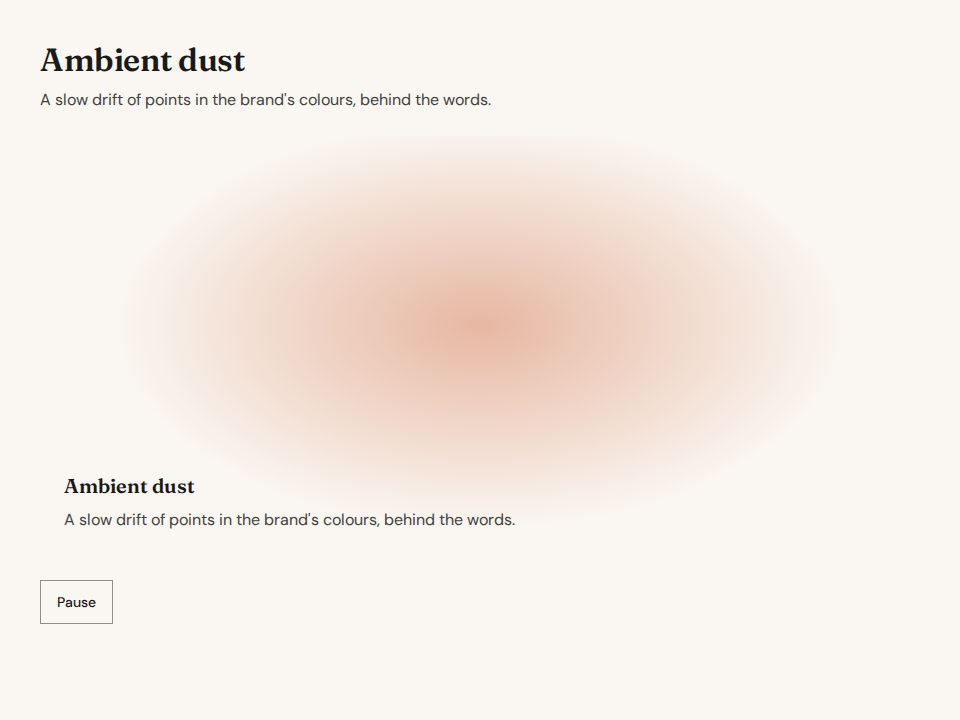 Ambient dust
A slow drift of points in the brand's colours, behind the words.
Ambient dust
A slow drift of points in the brand's colours, behind the words.
Pause